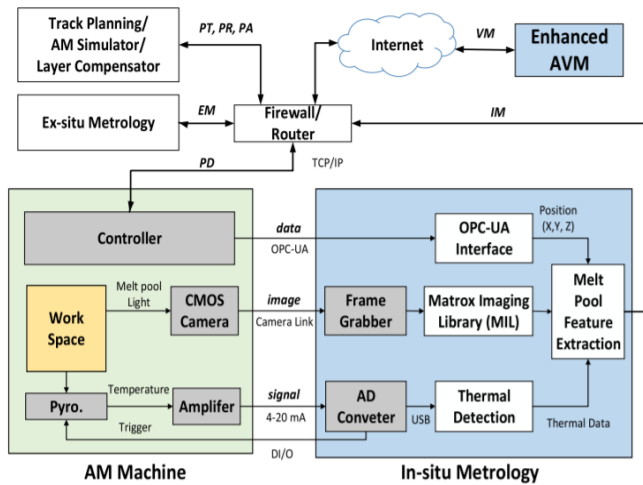 Track Planning/
AM Simulator/
Layer Compensator
PT, PR, PA
Internet
VM
Enhanced
AVM
Ex-situ Metrology
EM
Firewall/
Router
IM
PD
TCP/IP
Controller
data
OPC-UA
OPC-UA
Interface
Position
(X,Y, Z)
Melt pool
Light
Work
Space
CMOS
Camera
image
Camera Link
Frame
Grabber
Matrox Imaging
Library (MIL)
Melt
Pool
Feature
Extraction
Pyro.
Temperature
Trigger
Amplifer
signal
4-20 mA
AD
Conveter
USB
Thermal
Detection
Thermal Data
DI/O
AM Machine
In-situ Metrology